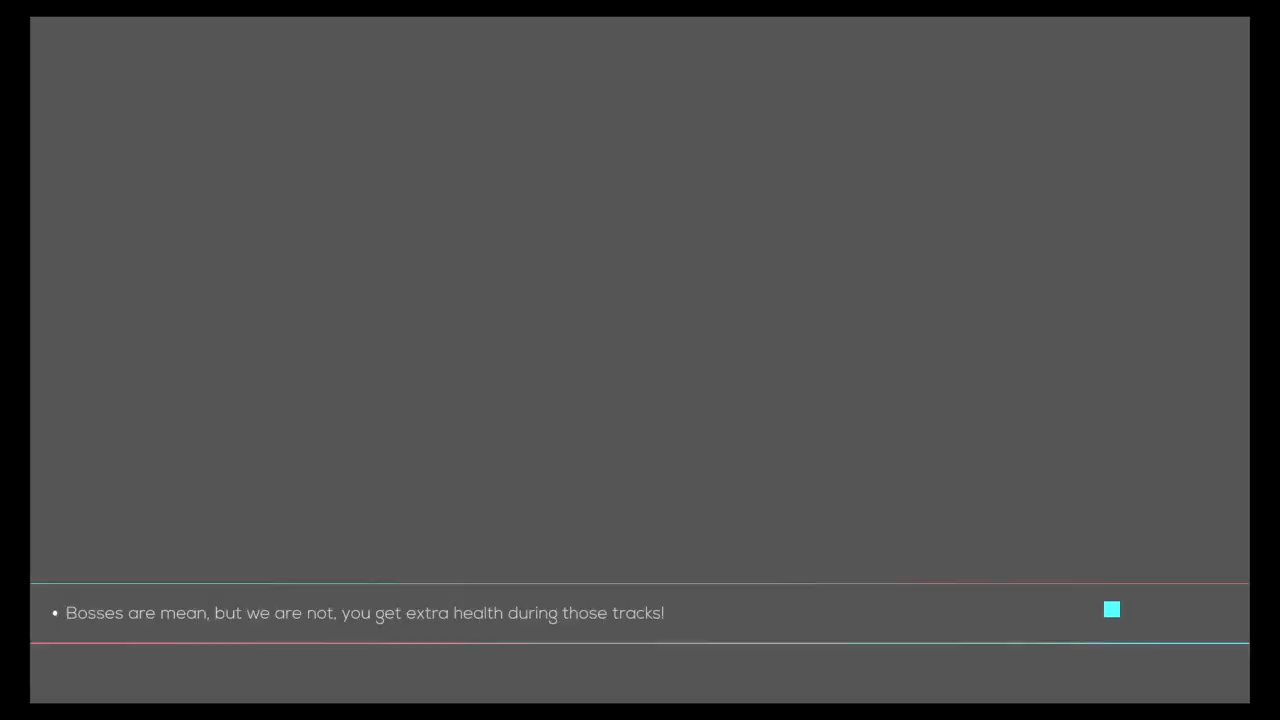 • Bosses are mean, but we are not, you get extra health during those tracks!